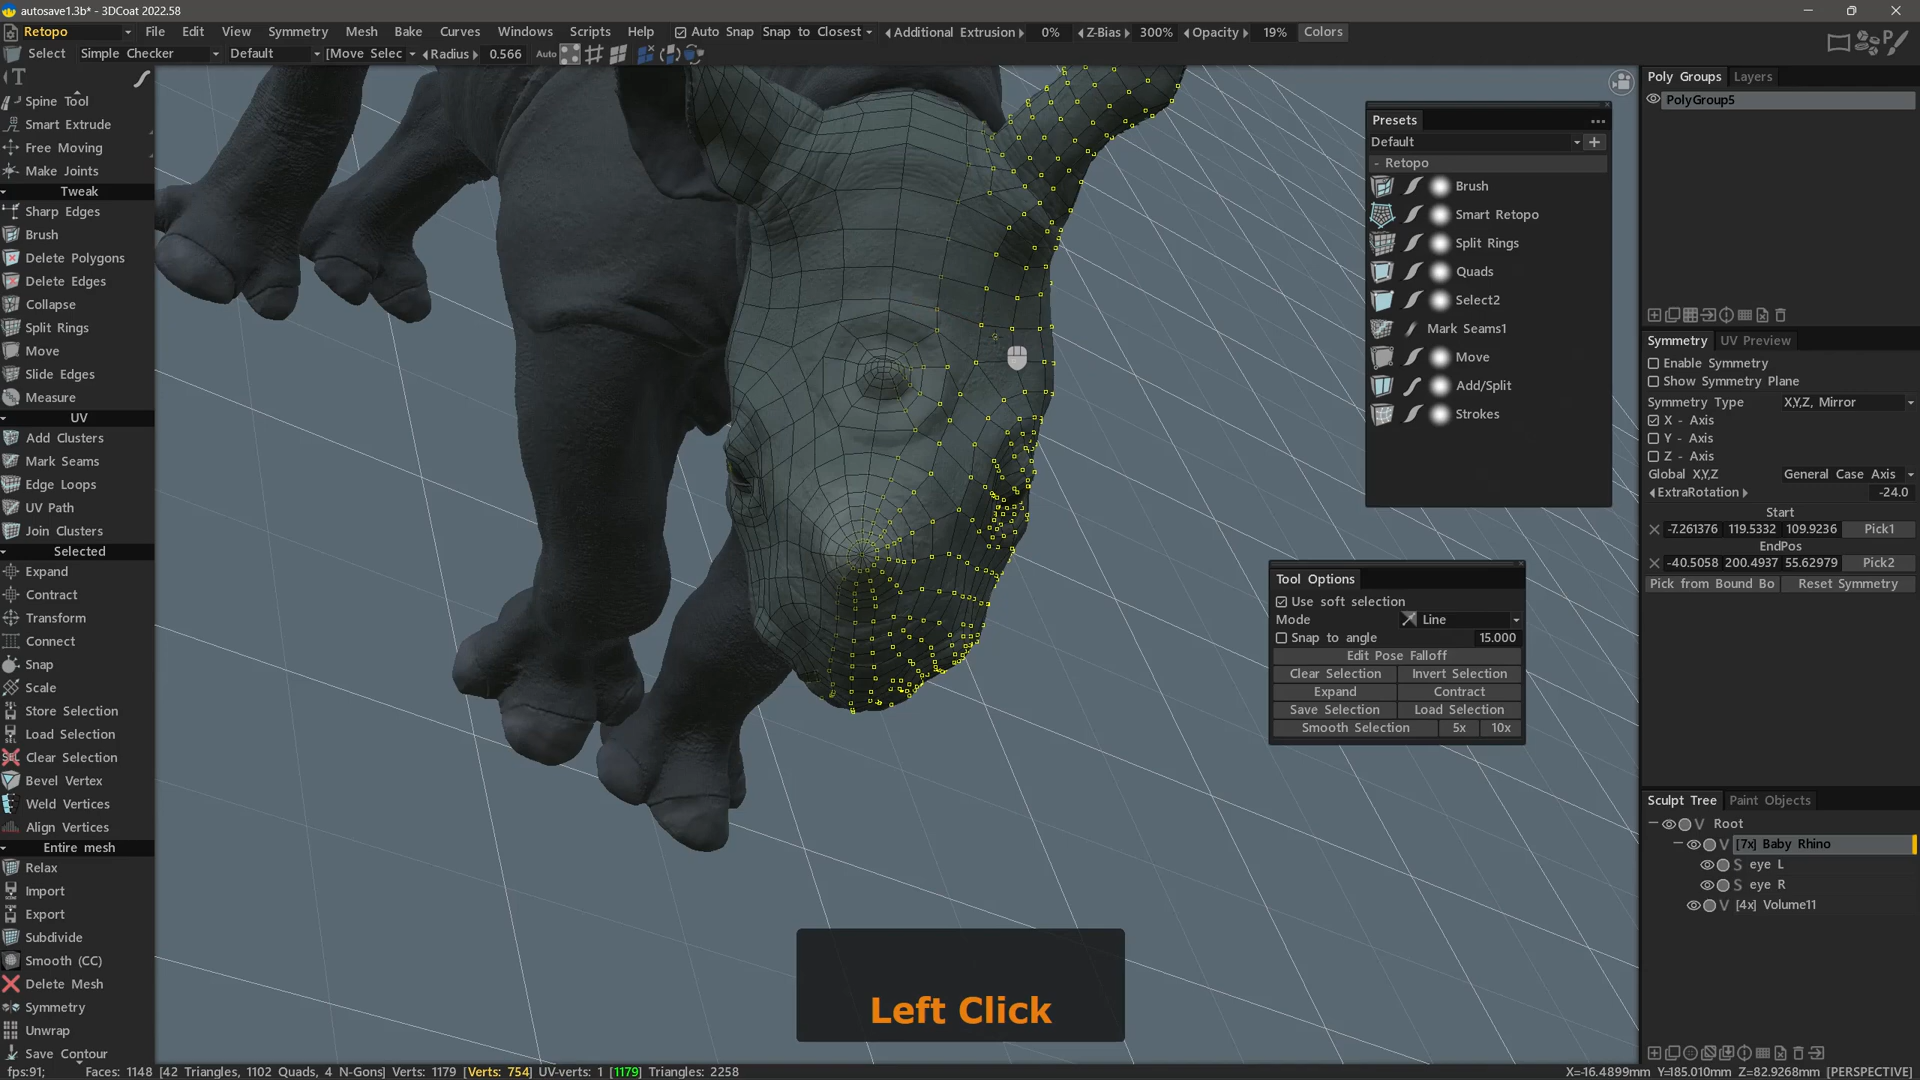 autosave1.3b* - 3DCoat 2022.58
Retopo File Edit View Symmetry Mesh Bake Curves Windows Scripts Help Auto Snap Snap to Closest Additional Extrusion 0% Z-Bias 300% Opacity 19% Colors
Select Simple Checker Default [Move Selec Radius 0.566 Auto
T
Spine Tool
Smart Extrude
Free Moving
Make Joints
Tweak
Sharp Edges
Brush
Delete Polygons
Delete Edges
Collapse
Split Rings
Move
Slide Edges
Measure
UV
Add Clusters
Mark Seams
Edge Loops
UV Path
Join Clusters
Selected
Expand
Contract
Transform
Connect
Snap
Scale
Store Selection
Load Selection
Clear Selection
Bevel Vertex
Weld Vertices
Align Vertices
Entire mesh
Relax
Import
Export
Subdivide
Smooth (CC)
Delete Mesh
Symmetry
Unwrap
Save Contour
Presets
Default
- Retopo
Brush
Smart Retopo
Split Rings
Quads
Select2
Mark Seams1
Move
Add/Split
Strokes
Tool Options
Use soft selection
Mode Line
Snap to angle 15.000
Edit Pose Falloff
Clear Selection Invert Selection
Expand Contract
Save Selection Load Selection
Smooth Selection 5x 10x
Poly Groups Layers
PolyGroup5
Symmetry UV Preview
Enable Symmetry
Show Symmetry Plane
Symmetry Type X,Y,Z, Mirror
X - Axis
Y - Axis
Z - Axis
Global X,Y,Z General Case Axis
ExtraRotation -24.0
Start
-7.261376 119.5332 109.9236 Pick1
EndPos
-40.5058 200.4937 55.62979 Pick2
Pick from Bound Bo Reset Symmetry
Sculpt Tree Paint Objects
V Root
V [7x] Baby Rhino
S eye L
S eye R
V [4x] Volume11
Left Click
fps:91; Faces: 1148 [42 Triangles, 1102 Quads, 4 N-Gons] Verts: 1179 [Verts: 754] UV-verts: 1 [1179] Triangles: 2258 X=-16.4899mm Y=185.010mm Z=82.9268mm [PERSPECTIVE]